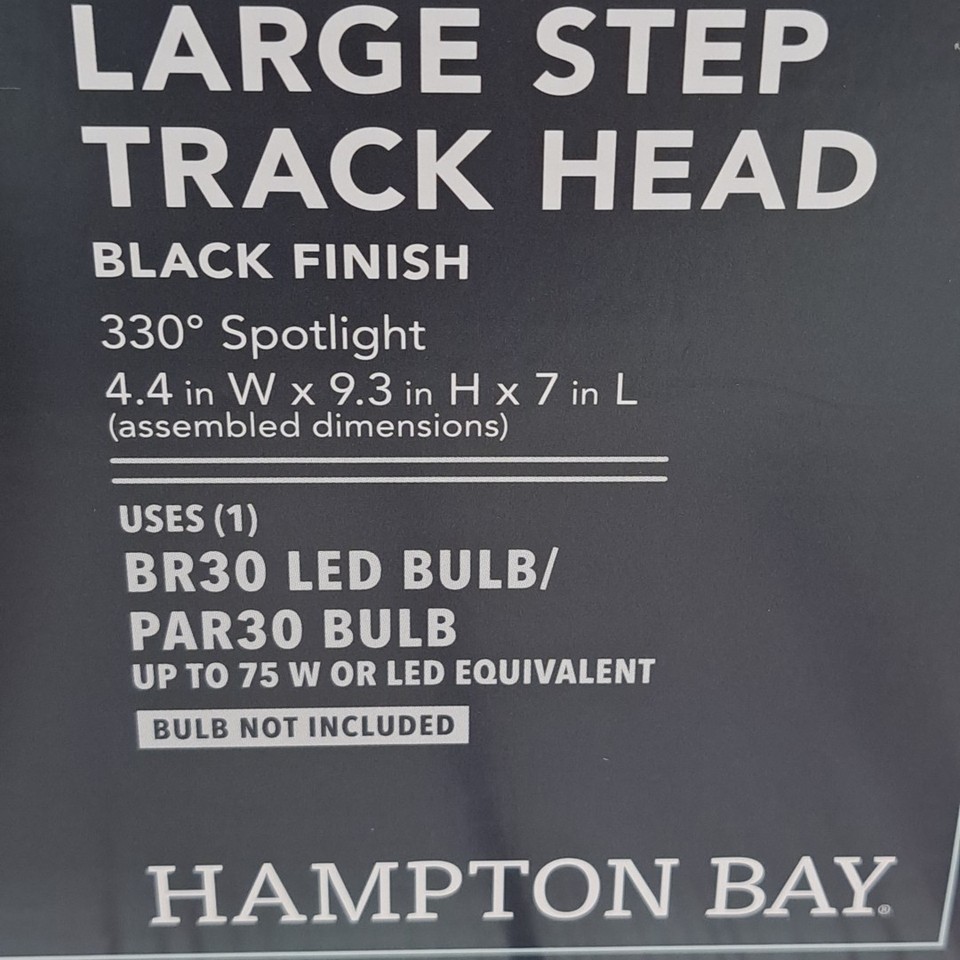 LARGE STEP
TRACK HEAD
BLACK FINISH
330° Spotlight
4.4 in W x 9.3 in H x 7 in L
(assembled dimensions)
USES (1)
BR30 LED BULB/
PAR30 BULB
UP TO 75 W OR LED EQUIVALENT
BULB NOT INCLUDED
HAMPTON BAY®